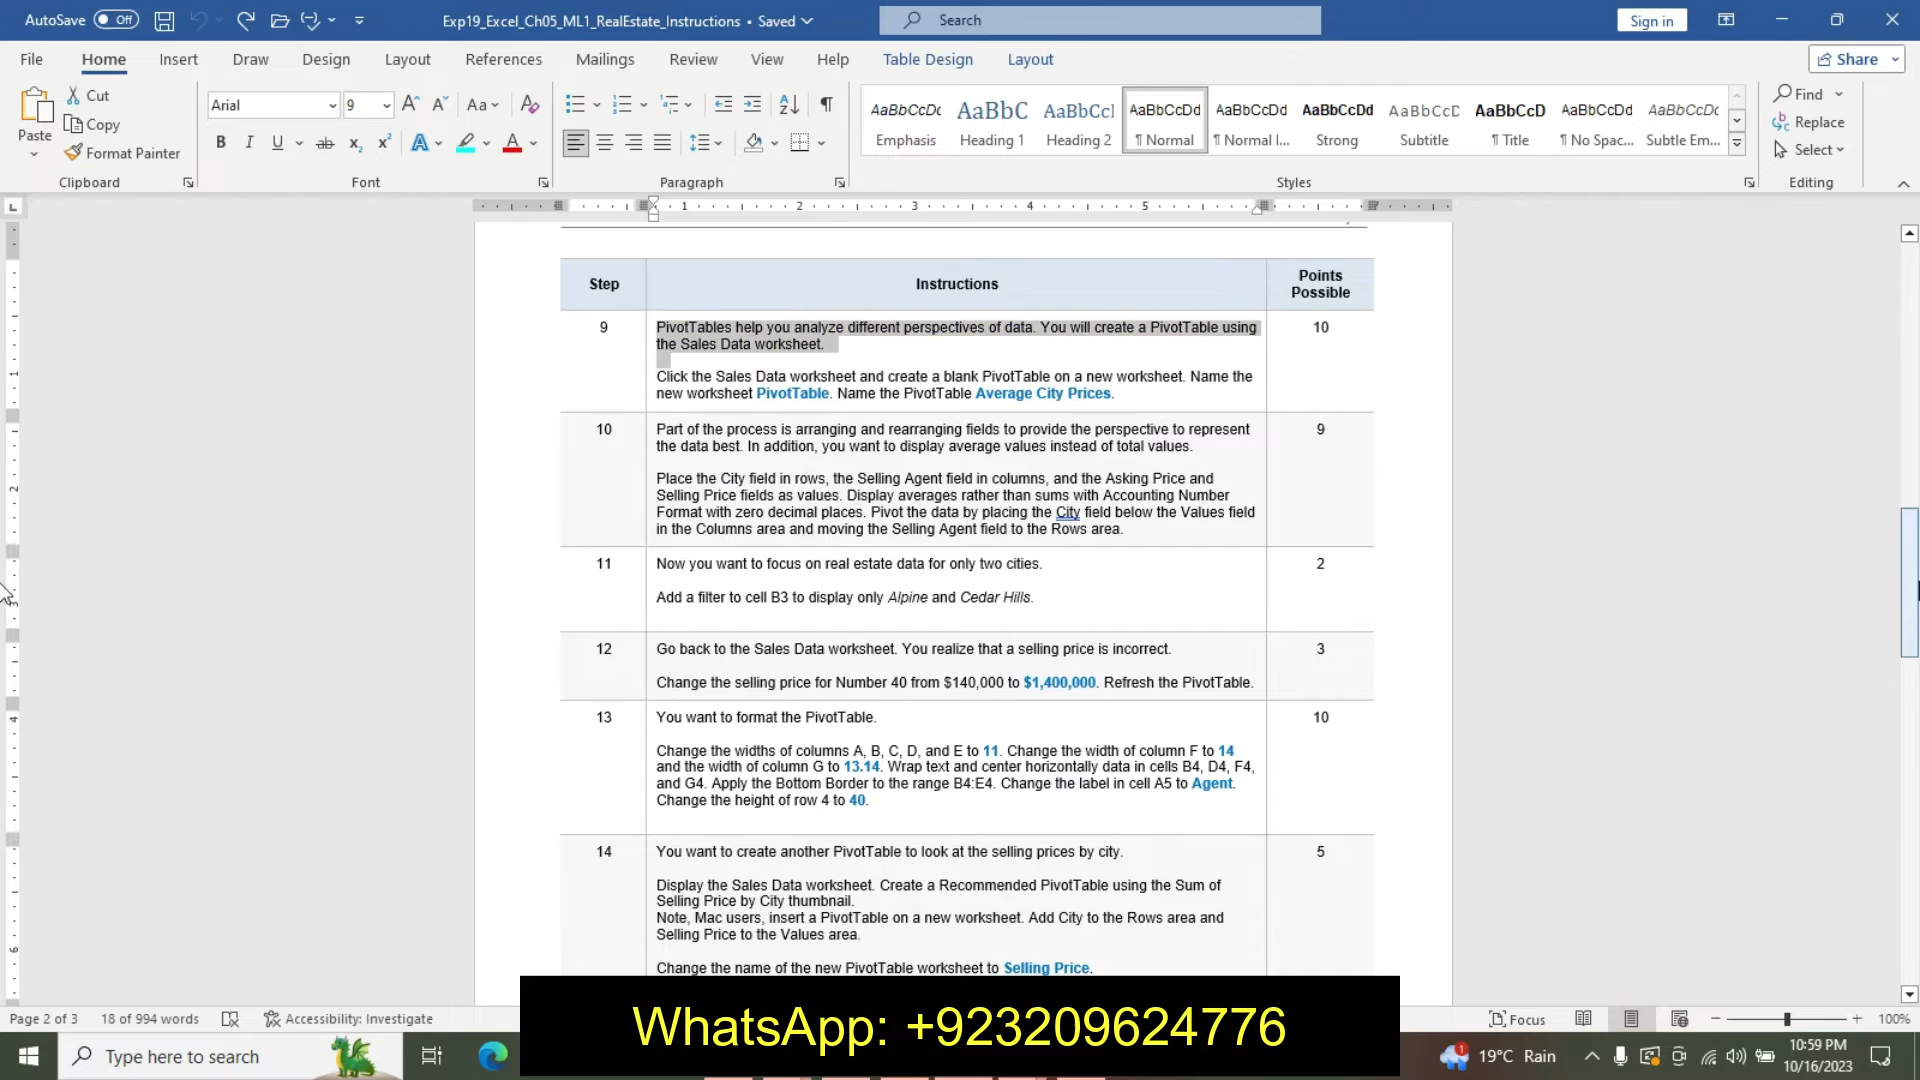 AutoSave Off
Exp19_Excel_Ch05_ML1_RealEstate_Instructions • Saved
Search
Sign in
File Home Insert Draw Design Layout References Mailings Review View Help Table Design Layout
Share
Paste
Cut
Copy
Format Painter
Clipboard
Arial 9
Font
Paragraph
AaBbCcDd Emphasis
AaBbC Heading 1
AaBbCcI Heading 2
AaBbCcDd ¶ Normal
AaBbCcDd ¶ Normal I...
AaBbCcDd Strong
AaBbCcD Subtitle
AaBbCcD ¶ Title
AaBbCcDd ¶ No Spac...
AaBbCcDd Subtle Em...
Styles
Find
Replace
Select
Editing
Step Instructions Points Possible
9 PivotTables help you analyze different perspectives of data. You will create a PivotTable using 10
the Sales Data worksheet.
Click the Sales Data worksheet and create a blank PivotTable on a new worksheet. Name the
new worksheet PivotTable. Name the PivotTable Average City Prices.
10 Part of the process is arranging and rearranging fields to provide the perspective to represent 9
the data best. In addition, you want to display average values instead of total values.
Place the City field in rows, the Selling Agent field in columns, and the Asking Price and
Selling Price fields as values. Display averages rather than sums with Accounting Number
Format with zero decimal places. Pivot the data by placing the City field below the Values field
in the Columns area and moving the Selling Agent field to the Rows area.
11 Now you want to focus on real estate data for only two cities. 2
Add a filter to cell B3 to display only Alpine and Cedar Hills.
12 Go back to the Sales Data worksheet. You realize that a selling price is incorrect. 3
Change the selling price for Number 40 from $140,000 to $1,400,000. Refresh the PivotTable.
13 You want to format the PivotTable. 10
Change the widths of columns A, B, C, D, and E to 11. Change the width of column F to 14
and the width of column G to 13.14. Wrap text and center horizontally data in cells B4, D4, F4,
and G4. Apply the Bottom Border to the range B4:E4. Change the label in cell A5 to Agent.
Change the height of row 4 to 40.
14 You want to create another PivotTable to look at the selling prices by city. 5
Display the Sales Data worksheet. Create a Recommended PivotTable using the Sum of
Selling Price by City thumbnail.
Note, Mac users, insert a PivotTable on a new worksheet. Add City to the Rows area and
Selling Price to the Values area.
Change the name of the new PivotTable worksheet to Selling Price.
WhatsApp: +923209624776
Page 2 of 3 18 of 994 words Accessibility: Investigate
Focus 100%
Type here to search
19°C Rain
10:59 PM
10/16/2023